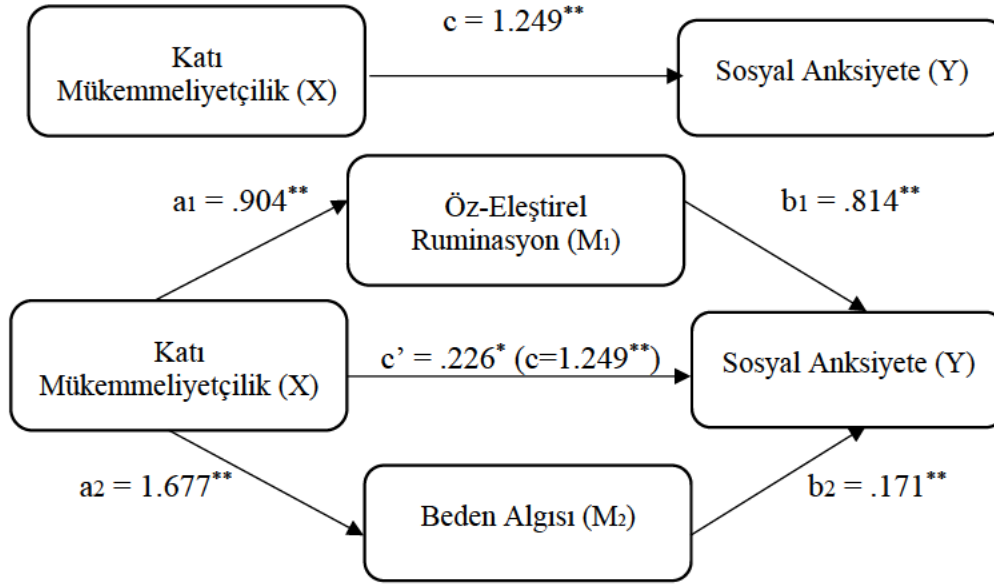 c = 1.249**
Katı
Mükemmeliyetçilik (X)
Sosyal Anksiyete (Y)
a1 = .904**
Öz-Eleştirel
Ruminasyon (M1)
b1 = .814**
Katı
Mükemmeliyetçilik (X)
c’ = .226* (c=1.249**)
Sosyal Anksiyete (Y)
a2 = 1.677**
Beden Algısı (M2)
b2 = .171**